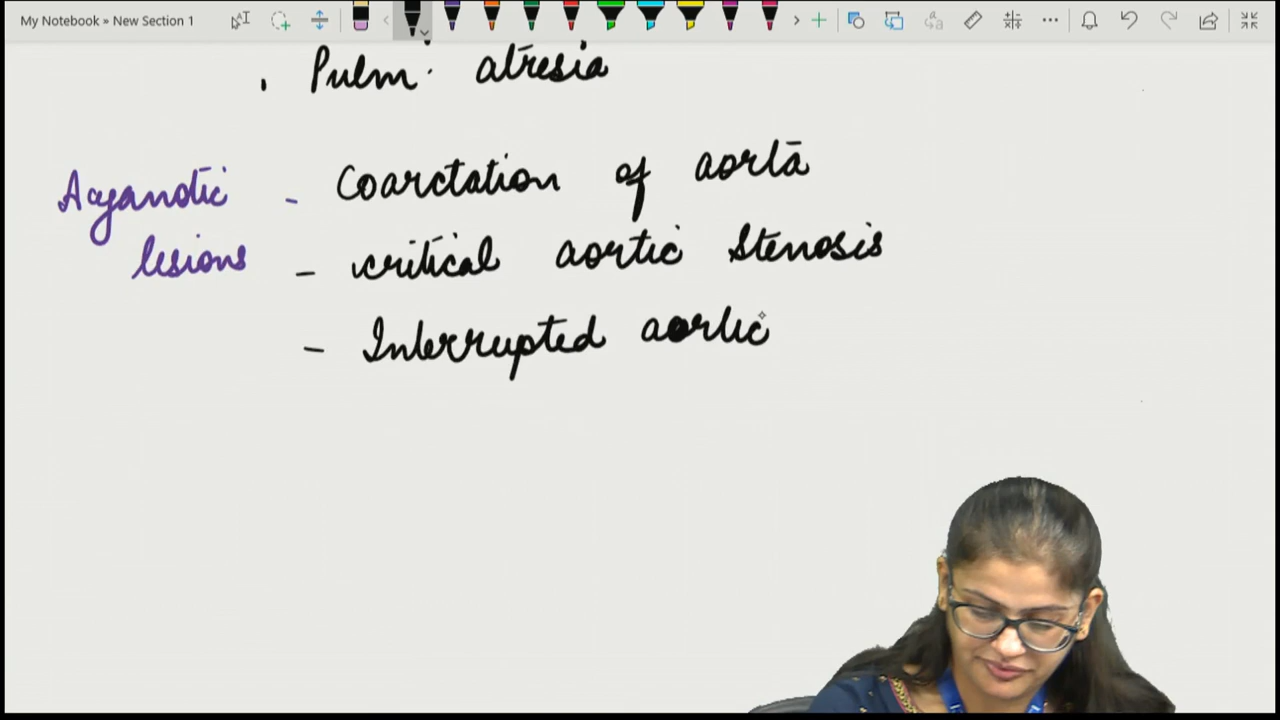 My Notebook » New Section 1
Pulm. atresia
Acyanotic - Coarctation of aorta
lesions - critical aortic stenosis
- Interrupted aortic